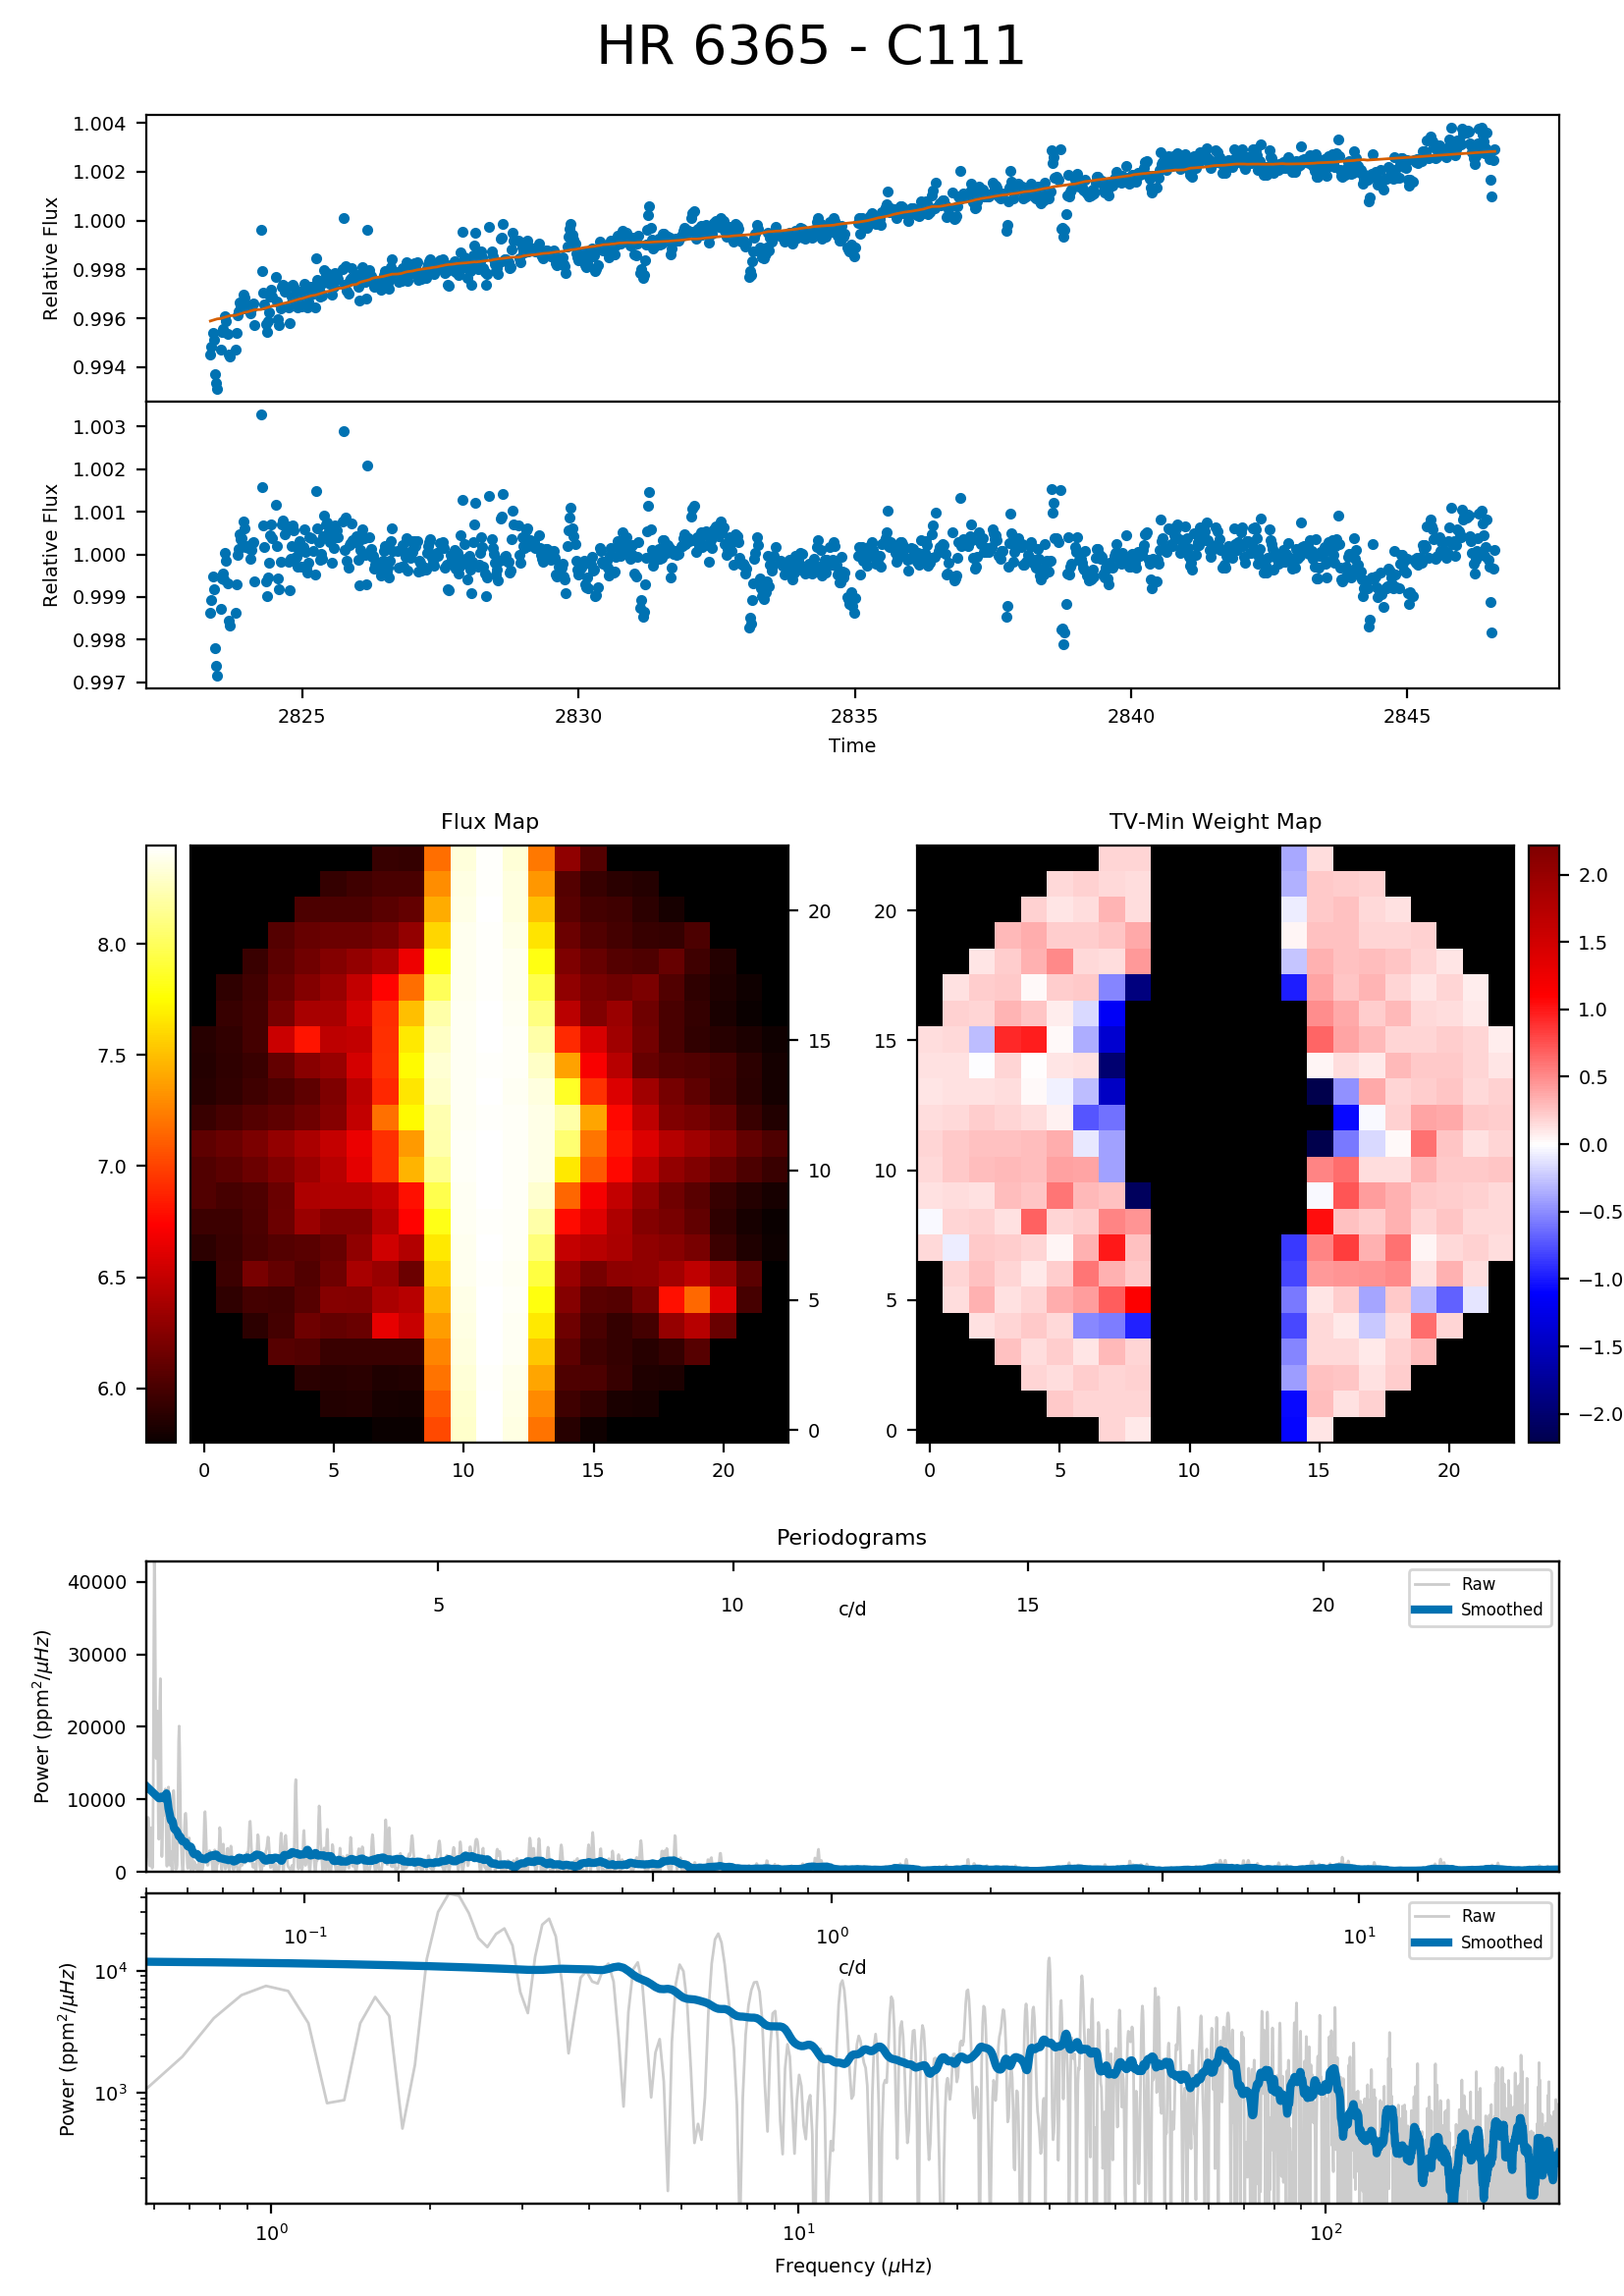 HR 6365 - C111
1.004
1.002
1.000
0.998
0.996
0.994
Relative Flux
1.003
1.002
1.001
1.000
0.999
0.998
0.997
Relative Flux
2825 2830 2835 2840 2845
Time
Flux Map
8.0
7.5
7.0
6.5
6.0
20
15
10
5
0
0 5 10 15 20
TV-Min Weight Map
20
15
10
5
0
0 5 10 15 20
2.0
1.5
1.0
0.5
0.0
−0.5
−1.0
−1.5
−2.0
Periodograms
40000
30000
20000
10000
0
Power (ppm²/μHz)
5 10 15 20
c/d
Raw
Smoothed
10⁴
10³
Power (ppm²/μHz)
10⁻¹ 10⁰ 10¹
c/d
Raw
Smoothed
10⁰ 10¹ 10²
Frequency (μHz)